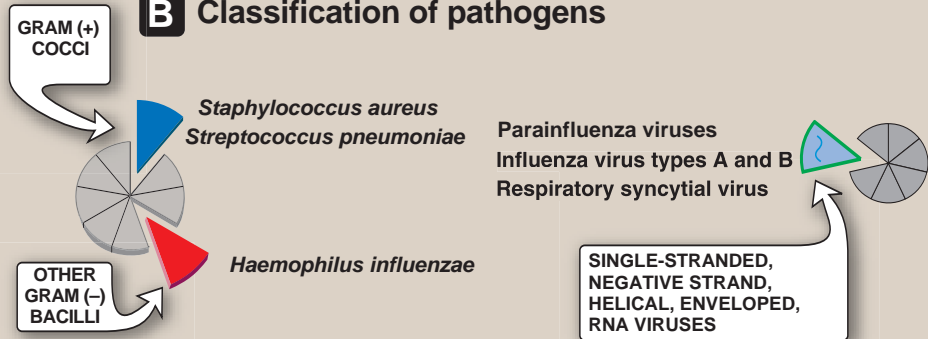 B Classification of pathogens
GRAM (+)
COCCI
Staphylococcus aureus
Streptococcus pneumoniae
Haemophilus influenzae
OTHER
GRAM (–)
BACILLI
Parainfluenza viruses
Influenza virus types A and B
Respiratory syncytial virus
SINGLE-STRANDED,
NEGATIVE STRAND,
HELICAL, ENVELOPED,
RNA VIRUSES